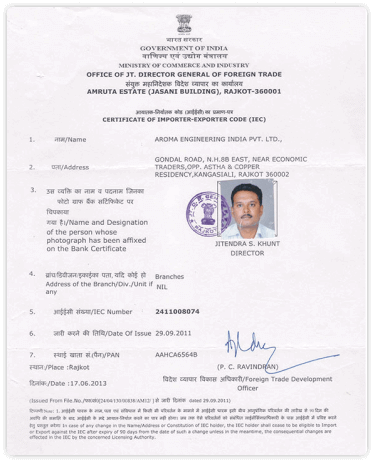 भारत सरकार
GOVERNMENT OF INDIA
वाणिज्य एवं उद्योग मंत्रालय
MINISTRY OF COMMERCE AND INDUSTRY
OFFICE OF JT. DIRECTOR GENERAL OF FOREIGN TRADE
संयुक्त महानिदेशक विदेश व्यापार का कार्यालय
AMRUTA ESTATE (JASANI BUILDING), RAJKOT-360001
आयातक-निर्यातक कोड (आईईसी) का प्रमाण-पत्र
CERTIFICATE OF IMPORTER-EXPORTER CODE (IEC)
1. नाम/Name AROMA ENGINEERING INDIA PVT. LTD.,
2. पता/Address GONDAL ROAD, N.H.8B EAST, NEAR ECONOMIC
TRADERS,OPP. ASTHA & COPPER
RESIDENCY,KANGASIALI, RAJKOT 360002
3. उस व्यक्ति का नाम व पदनाम जिनका
फोटो ग्राफ बैंक सर्टिफिकेट पर
चिपकाया
गया है।/Name and Designation
of the person whose
photograph has been affixed
on the Bank Certificate
JITENDRA S. KHUNT
DIRECTOR
4. ब्रांच/डिवीजन/इकाई का पता, यदि कोई हो Branches
Address of the Branch/Div./Unit if NIL
any
5. आईईसी संख्या/IEC Number 2411008074
6. जारी करने की तिथि/Date Of Issue 29.09.2011
7. स्थाई खाता सं.(पैन)/PAN AAHCA6564B
स्थान/Place :Rajkot (P. C. RAVINDRAN)
दिनांक/Date : 17.06.2013 विदेश व्यापार विकास अधिकारी/Foreign Trade Development
Officer
(Issued From File No. dated 29.09.2011)
In case of any change in the Name/Address or Constitution of IEC holder, the IEC holder shall cease to be eligible to Import
or Export against the IEC after expiry of 90 days from the date of such a change unless in the meantime, the consequential changes are
effected in the IEC by the concerned Licensing Authority.